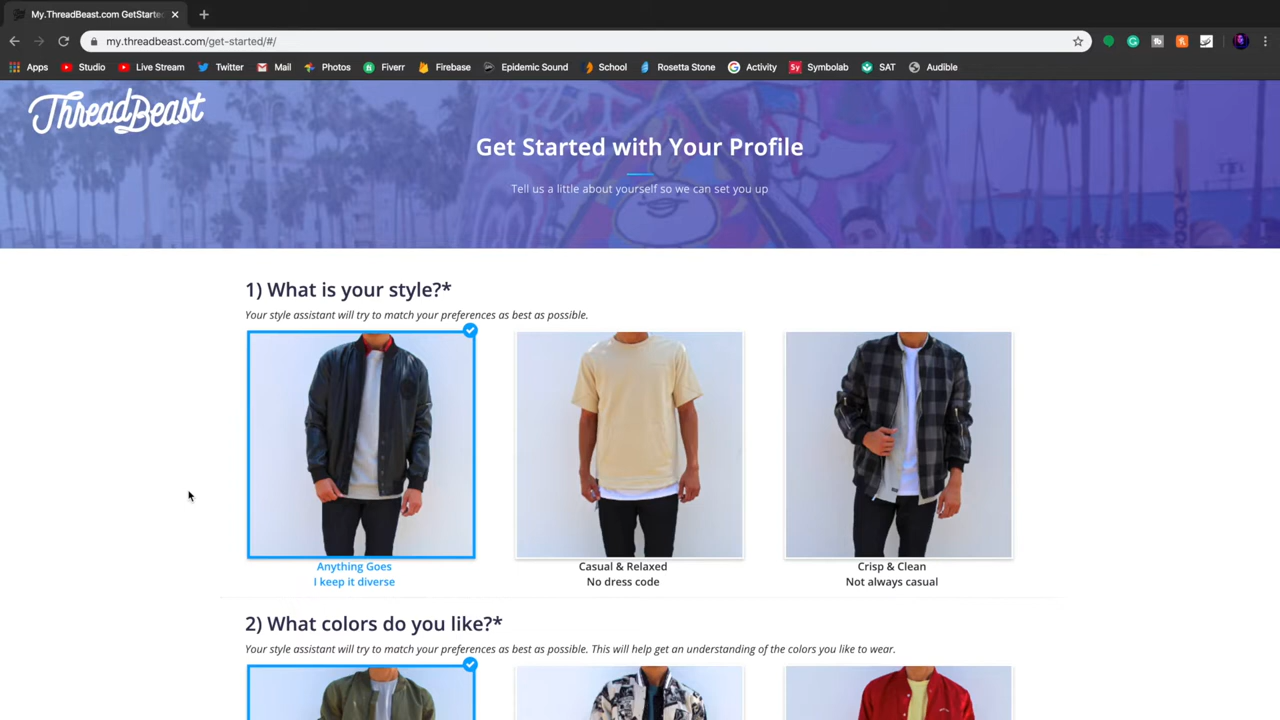 My.ThreadBeast.com GetStarte
my.threadbeast.com/get-started/#/
Apps Studio Live Stream Twitter Mail Photos Fiverr Firebase Epidemic Sound School Rosetta Stone Activity Symbolab SAT Audible
ThreadBeast
Get Started with Your Profile
Tell us a little about yourself so we can set you up
1) What is your style?*
Your style assistant will try to match your preferences as best as possible.
Anything Goes
I keep it diverse
Casual & Relaxed
No dress code
Crisp & Clean
Not always casual
2) What colors do you like?*
Your style assistant will try to match your preferences as best as possible. This will help get an understanding of the colors you like to wear.